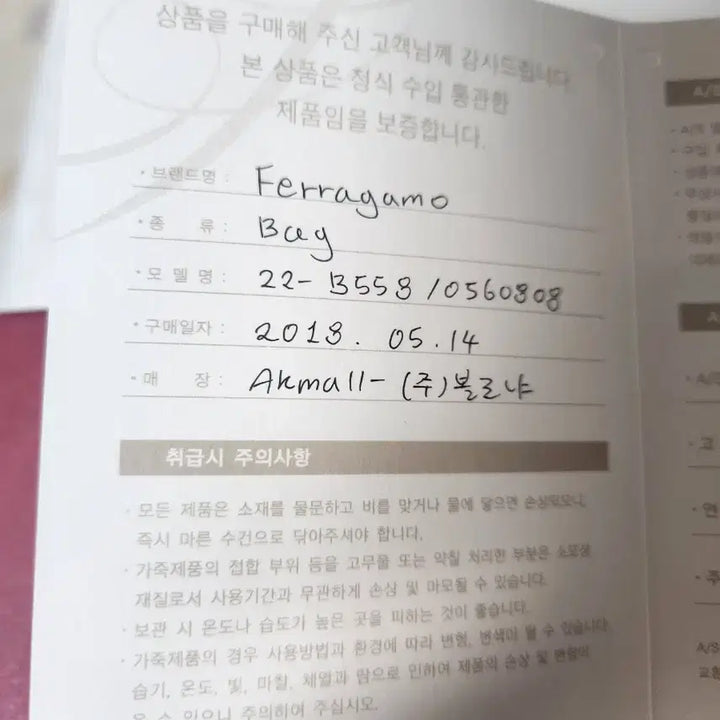 상품을 구매해 주신 고객님께 감사드립니다.
본 상품은 정식 수입 통관한
제품임을 보증합니다.
· 브랜드명 : Ferragamo
· 종 류 : Bag
· 모 델 명 : 22-B558/0560808
· 구매일자 : 2018. 05.14
· 매 장 : Akmall-(주)볼로냐
취급시 주의사항
· 모든 제품은 소재를 불문하고 비를 맞거나 물에 닿으면 손상되오니,
즉시 마른 수건으로 닦아주셔야 합니다.
· 가죽제품의 접합 부위 등을 고무풀 또는 약칠 처리한 부분은 소모성
재질로서 사용기간과 무관하게 손상 및 마모될 수 있습니다.
· 보관 시 온도나 습도가 높은 곳을 피하는 것이 좋습니다.
· 가죽제품의 경우 사용방법과 환경에 따라 변형, 변색이 될 수 있습니다.
습기, 온도, 빛, 마찰, 체열과 땀으로 인하여 제품의 손상 및 변형이
수 있으니 주의하여 주십시오.